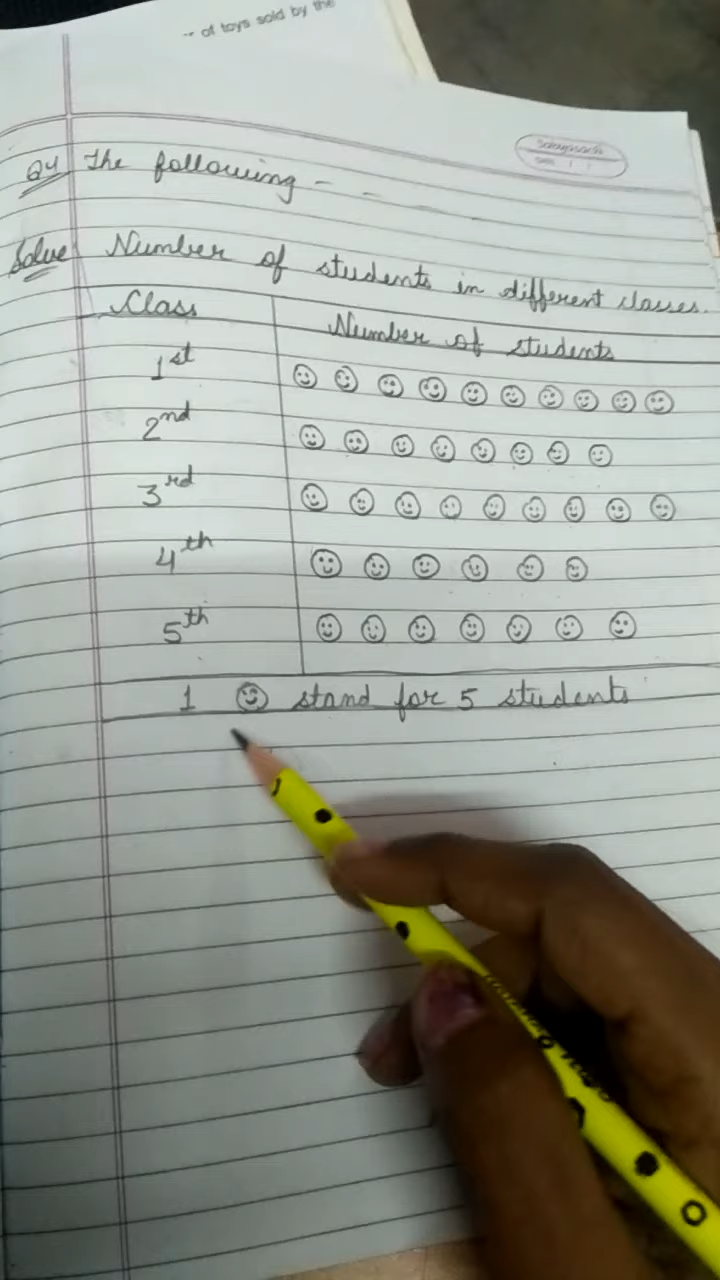 of toys sold by the
Q4 The following - -
Solve Number of students in different classes.
Class Number of students
1st
2nd
3rd
4th
5th
1 stand for 5 students